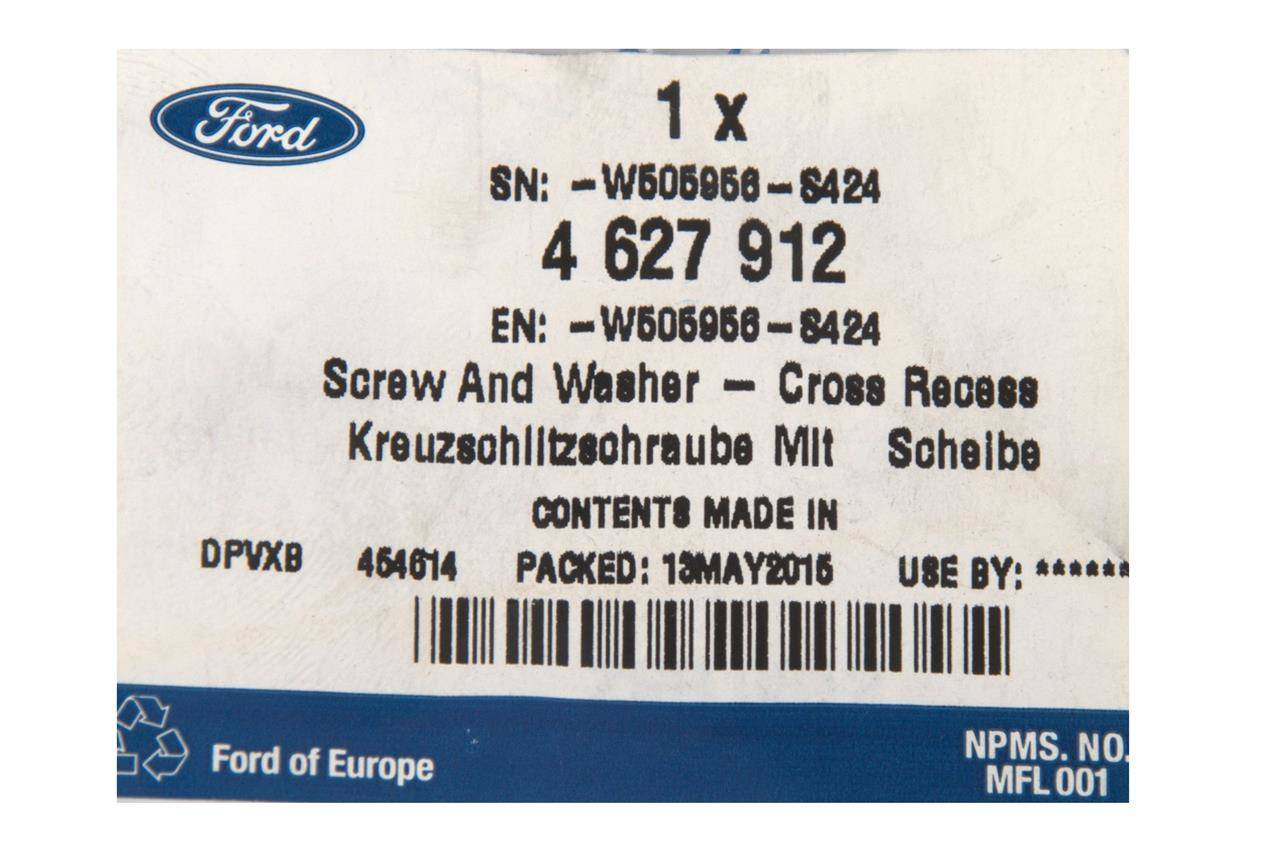 Ford
1 x
SN: -W505956-S424
4 627 912
EN: -W505956-S424
Screw And Washer - Cross Recess
Kreuzschlitzschraube Mit Scheibe
CONTENTS MADE IN
DPVXB 454614 PACKED: 13MAY2015 USE BY: *******
Ford of Europe
NPMS. NO.
MFL 001